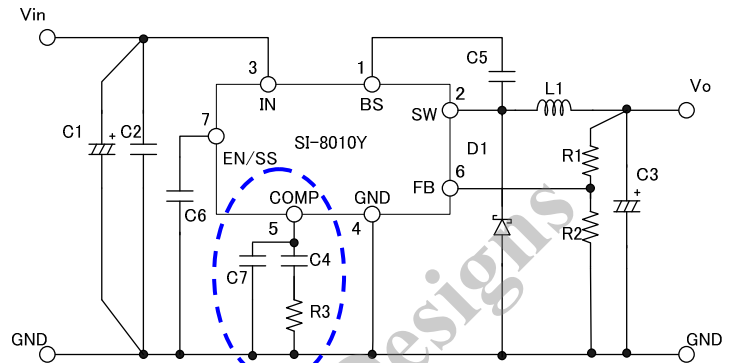 Vin
3
1
C5
IN
BS
2
SW
L1
Vo
C1
+
C2
7
EN/SS
SI-8010Y
D1
R1
C3
+
FB
6
C6
COMP
GND
5
4
R2
C7
C4
R3
GND
GND
Designs